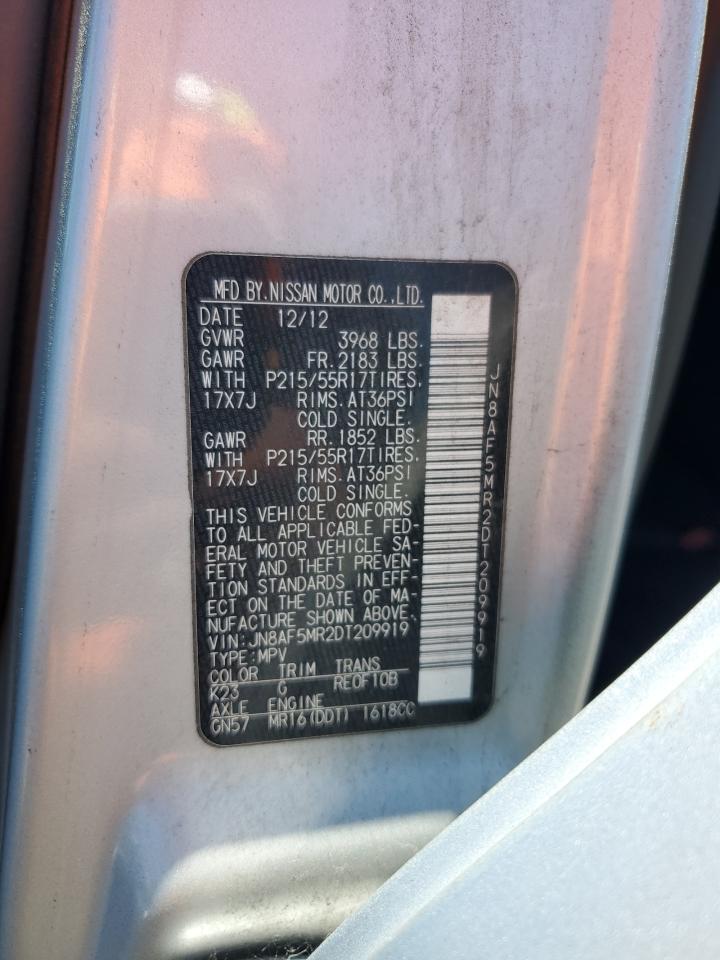 MFD BY.NISSAN MOTOR CO.,LTD.
DATE 12/12
GVWR 3968 LBS.
GAWR FR.2183 LBS.
WITH P215/55R17TIRES.
17X7J RIMS.AT36PSI
COLD SINGLE.
GAWR RR.1852 LBS.
WITH P215/55R17TIRES.
17X7J RIMS.AT36PSI
COLD SINGLE.
THIS VEHICLE CONFORMS
TO ALL APPLICABLE FED-
ERAL MOTOR VEHICLE SA-
FETY AND THEFT PREVEN-
TION STANDARDS IN EFF-
ECT ON THE DATE OF MA-
NUFACTURE SHOWN ABOVE.
VIN:JN8AF5MR2DT209919
TYPE:MPV
COLOR TRIM TRANS
K23 G RE0F10B
AXLE ENGINE
GN57 MR16(DDT) 1618CC
JN8AF5MR2DT209919